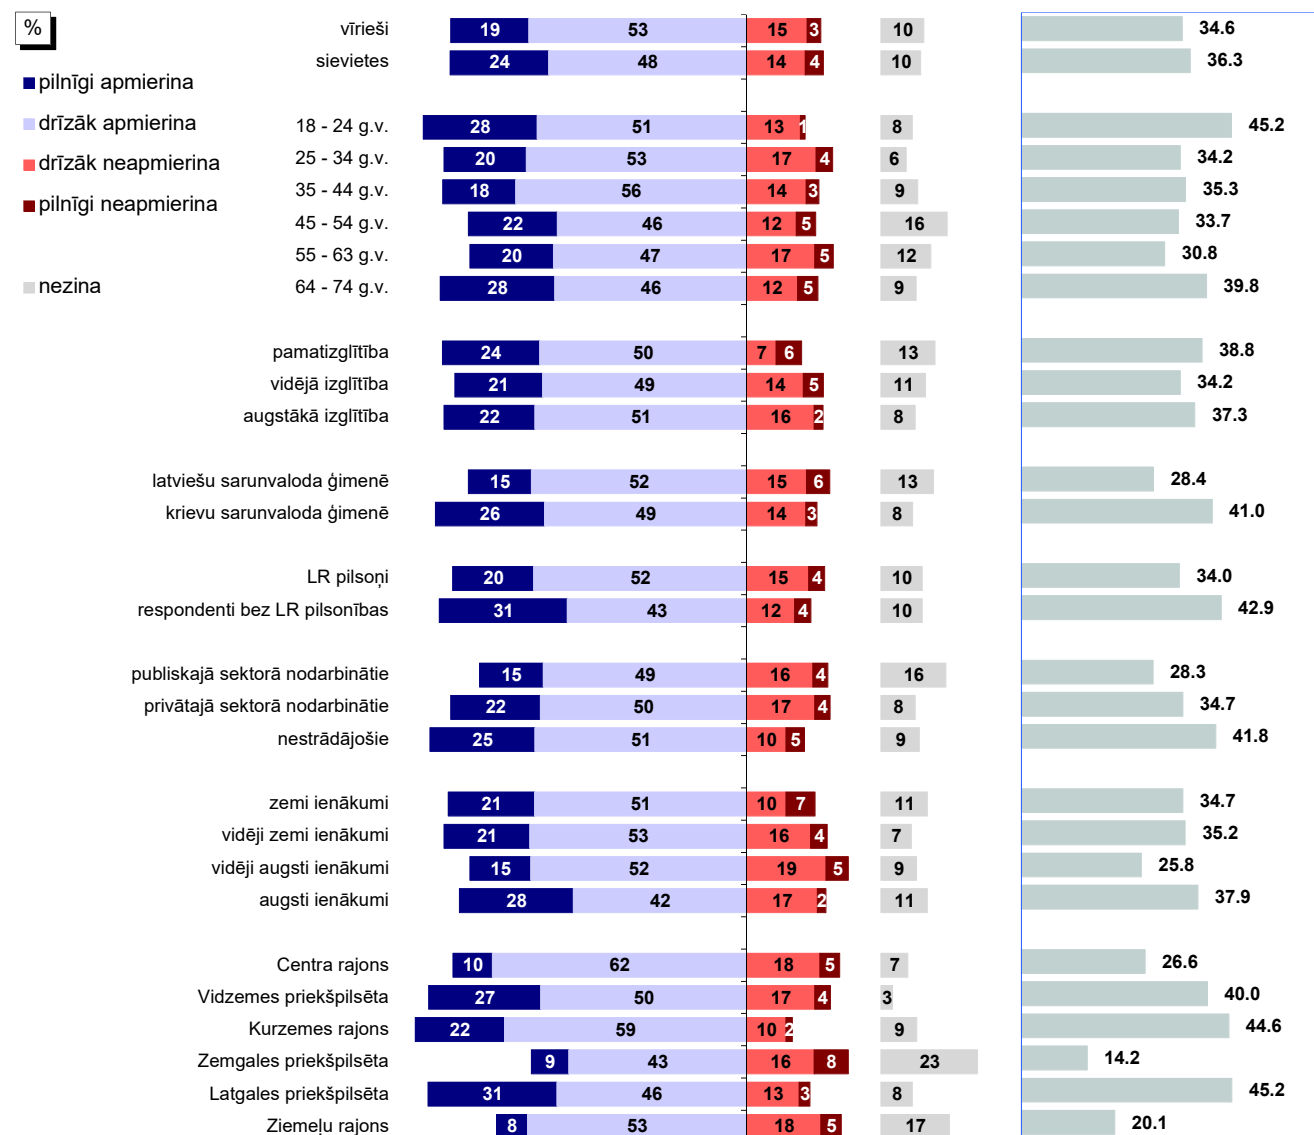 %
pilnīgi apmierina
drīzāk apmierina
drīzāk neapmierina
pilnīgi neapmierina
nezina
vīrieši 19 53 15 3 10 34.6
sievietes 24 48 14 4 10 36.3
18 - 24 g.v. 28 51 13 1 8 45.2
25 - 34 g.v. 20 53 17 4 6 34.2
35 - 44 g.v. 18 56 14 3 9 35.3
45 - 54 g.v. 22 46 12 5 16 33.7
55 - 63 g.v. 20 47 17 5 12 30.8
64 - 74 g.v. 28 46 12 5 9 39.8
pamatizglītība 24 50 7 6 13 38.8
vidējā izglītība 21 49 14 5 11 34.2
augstākā izglītība 22 51 16 2 8 37.3
latviešu sarunvaloda ģimenē 15 52 15 6 13 28.4
krievu sarunvaloda ģimenē 26 49 14 3 8 41.0
LR pilsoņi 20 52 15 4 10 34.0
respondenti bez LR pilsonības 31 43 12 4 10 42.9
publiskajā sektorā nodarbinātie 15 49 16 4 16 28.3
privātajā sektorā nodarbinātie 22 50 17 4 8 34.7
nestrādājošie 25 51 10 5 9 41.8
zemi ienākumi 21 51 10 7 11 34.7
vidēji zemi ienākumi 21 53 16 4 7 35.2
vidēji augsti ienākumi 15 52 19 5 9 25.8
augsti ienākumi 28 42 17 2 11 37.9
Centra rajons 10 62 18 5 7 26.6
Vidzemes priekšpilsēta 27 50 17 4 3 40.0
Kurzemes rajons 22 59 10 2 9 44.6
Zemgales priekšpilsēta 9 43 16 8 23 14.2
Latgales priekšpilsēta 31 46 13 3 8 45.2
Ziemeļu rajons 8 53 18 5 17 20.1